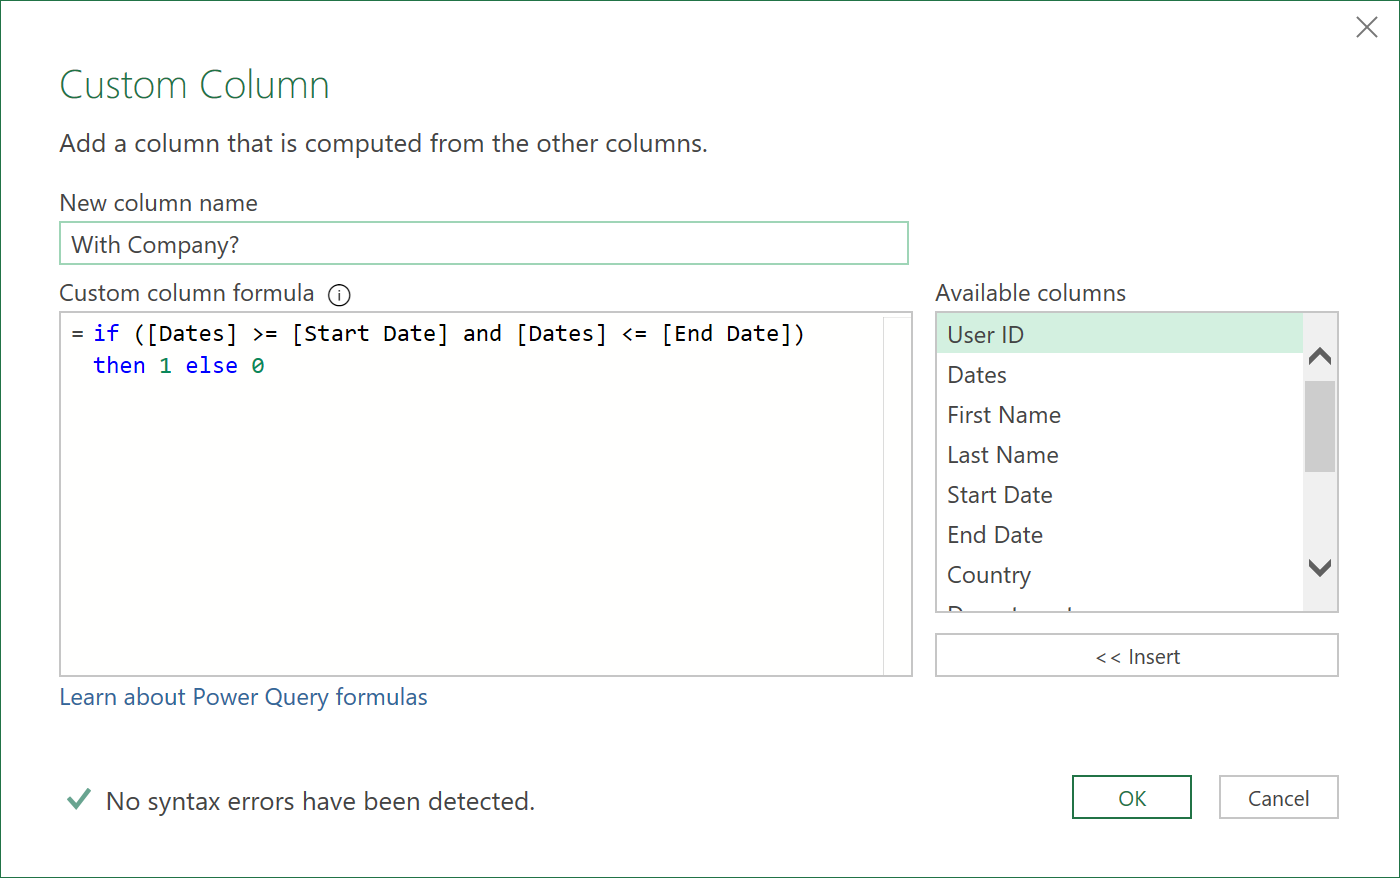 Custom Column
Add a column that is computed from the other columns.
New column name
With Company?
Custom column formula
= if ([Dates] >= [Start Date] and [Dates] <= [End Date])
then 1 else 0
Available columns
User ID
Dates
First Name
Last Name
Start Date
End Date
Country
<< Insert
Learn about Power Query formulas
No syntax errors have been detected.
OK
Cancel